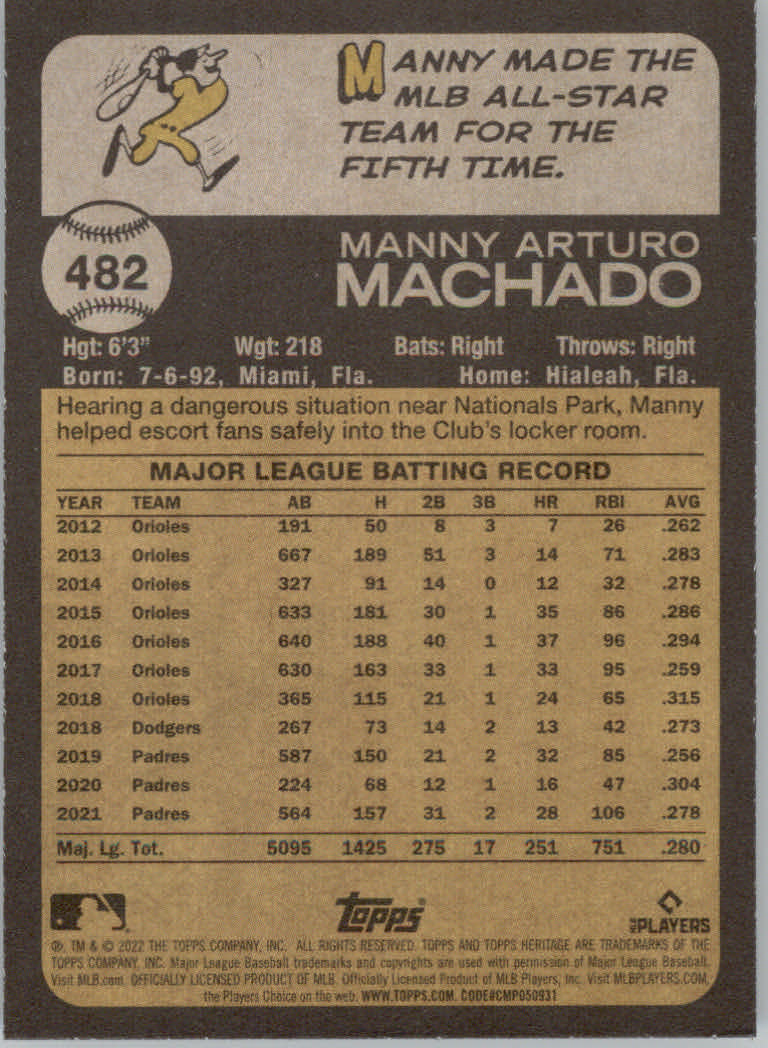 MANNY MADE THE
MLB ALL-STAR
TEAM FOR THE
FIFTH TIME.
482
MANNY ARTURO
MACHADO
Hgt: 6'3" Wgt: 218 Bats: Right Throws: Right
Born: 7-6-92, Miami, Fla. Home: Hialeah, Fla.
Hearing a dangerous situation near Nationals Park, Manny
helped escort fans safely into the Club's locker room.
MAJOR LEAGUE BATTING RECORD
YEAR TEAM AB H 2B 3B HR RBI AVG
2012 Orioles 191 50 8 3 7 26 .262
2013 Orioles 667 189 51 3 14 71 .283
2014 Orioles 327 91 14 0 12 32 .278
2015 Orioles 633 181 30 1 35 86 .286
2016 Orioles 640 188 40 1 37 96 .294
2017 Orioles 630 163 33 1 33 95 .259
2018 Orioles 365 115 21 1 24 65 .315
2018 Dodgers 267 73 14 2 13 42 .273
2019 Padres 587 150 21 2 32 85 .256
2020 Padres 224 68 12 1 16 47 .304
2021 Padres 564 157 31 2 28 106 .278
Maj. Lg. Tot. 5095 1425 275 17 251 751 .280
Topps
MLB PLAYERS
®, TM & © 2022 THE TOPPS COMPANY, INC. ALL RIGHTS RESERVED. TOPPS AND TOPPS HERITAGE ARE TRADEMARKS OF THE
TOPPS COMPANY, INC. Major League Baseball trademarks and copyrights are used with permission of Major League Baseball.
Visit MLB.com. OFFICIALLY LICENSED PRODUCT OF MLB. Officially Licensed Product of MLB Players, Inc. Visit MLBPLAYERS.COM,
the Players Choice on the web. WWW.TOPPS.COM. CODE#CMP050931